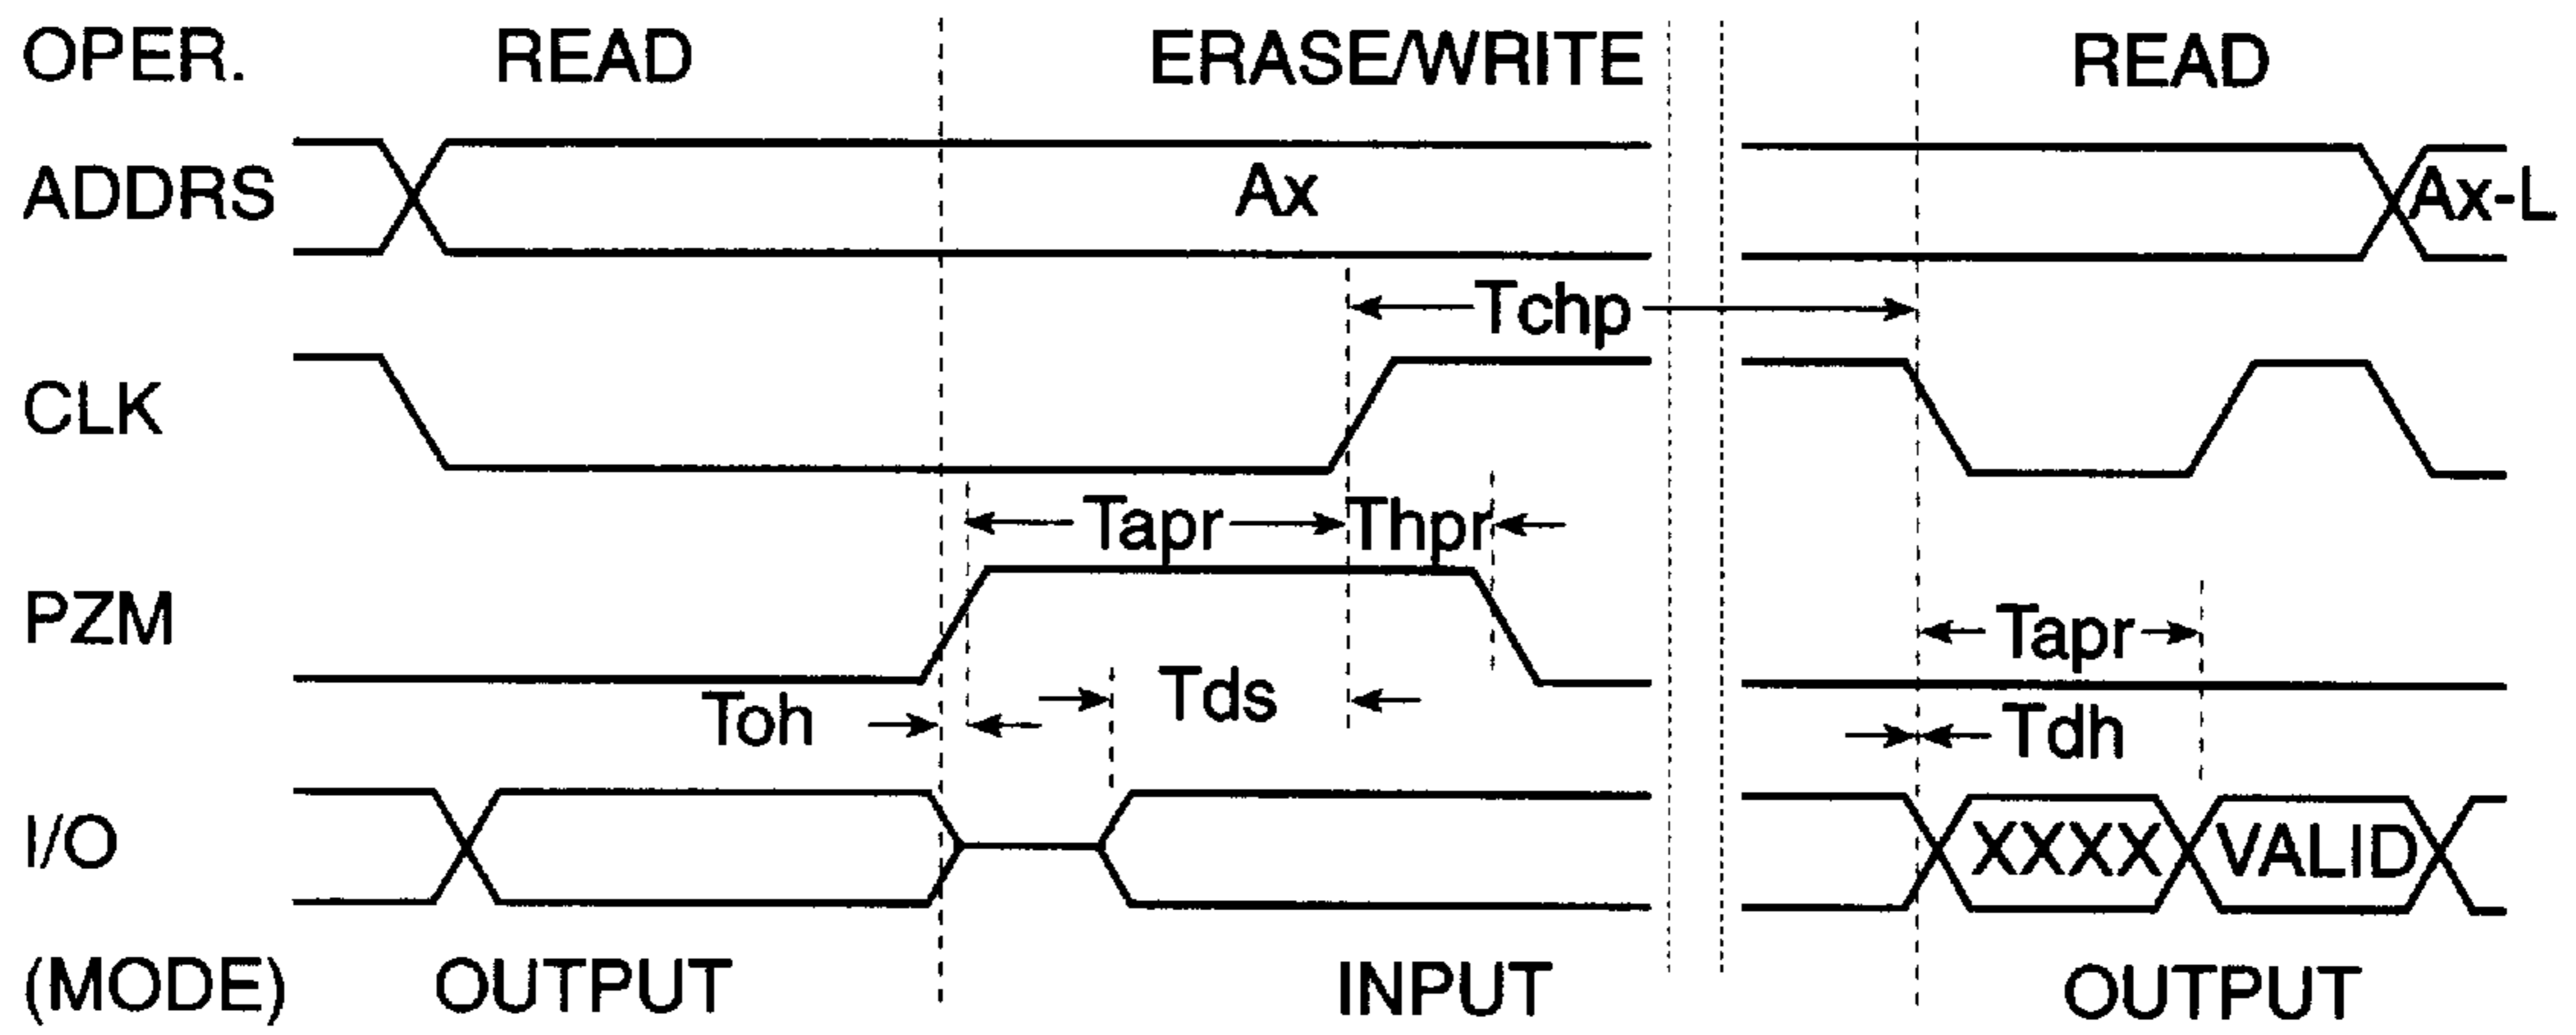 OPER. READ ERASE/WRITE READ
ADDRS Ax Ax-L
Tchp
CLK
Tapr Thpr
PZM Tapr
Toh Tds Tdh
I/O XXXX VALID
(MODE) OUTPUT INPUT OUTPUT